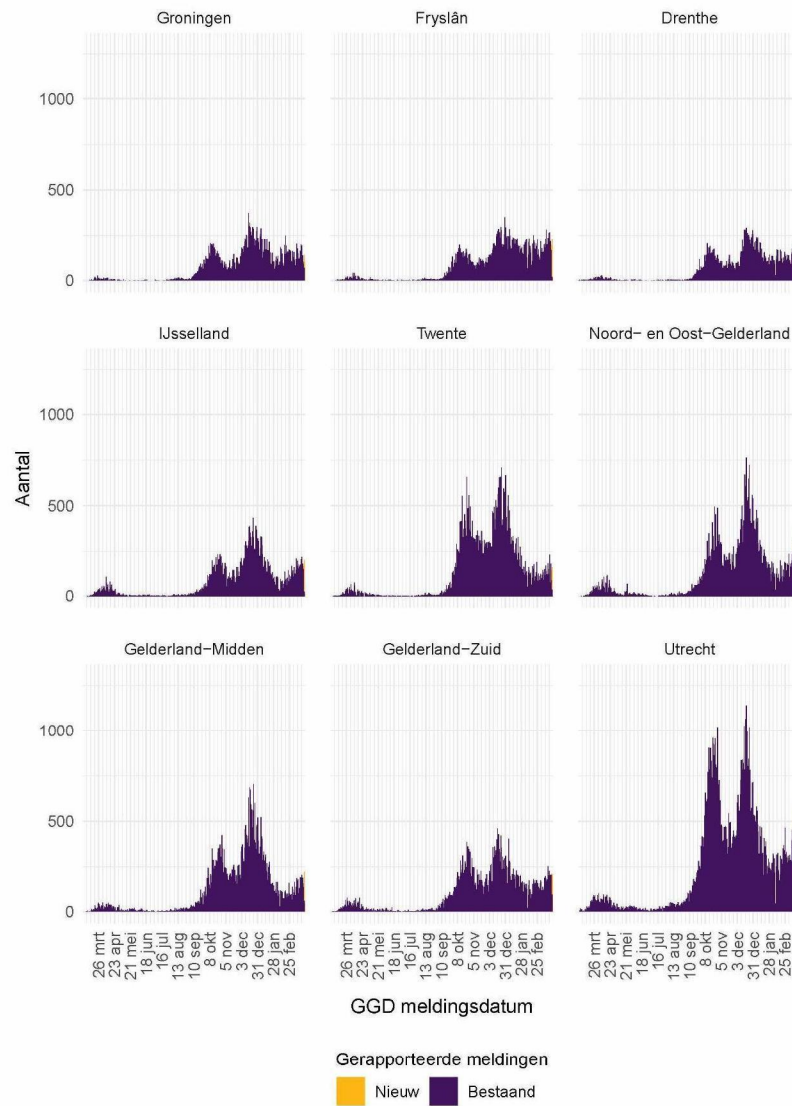 Groningen Fryslân Drenthe
1000
500
0
IJsselland Twente Noord- en Oost-Gelderland
1000
500
0
Aantal
Gelderland-Midden Gelderland-Zuid Utrecht
1000
500
0
26 mrt 23 apr 21 mei 18 jun 16 jul 13 aug 10 sep 8 okt 5 nov 3 dec 31 dec 28 jan 25 feb 26 mrt 23 apr 21 mei 18 jun 16 jul 13 aug 10 sep 8 okt 5 nov 3 dec 31 dec 28 jan 25 feb 26 mrt 23 apr 21 mei 18 jun 16 jul 13 aug 10 sep 8 okt 5 nov 3 dec 31 dec 28 jan 25 feb
GGD meldingsdatum
Gerapporteerde meldingen
Nieuw Bestaand